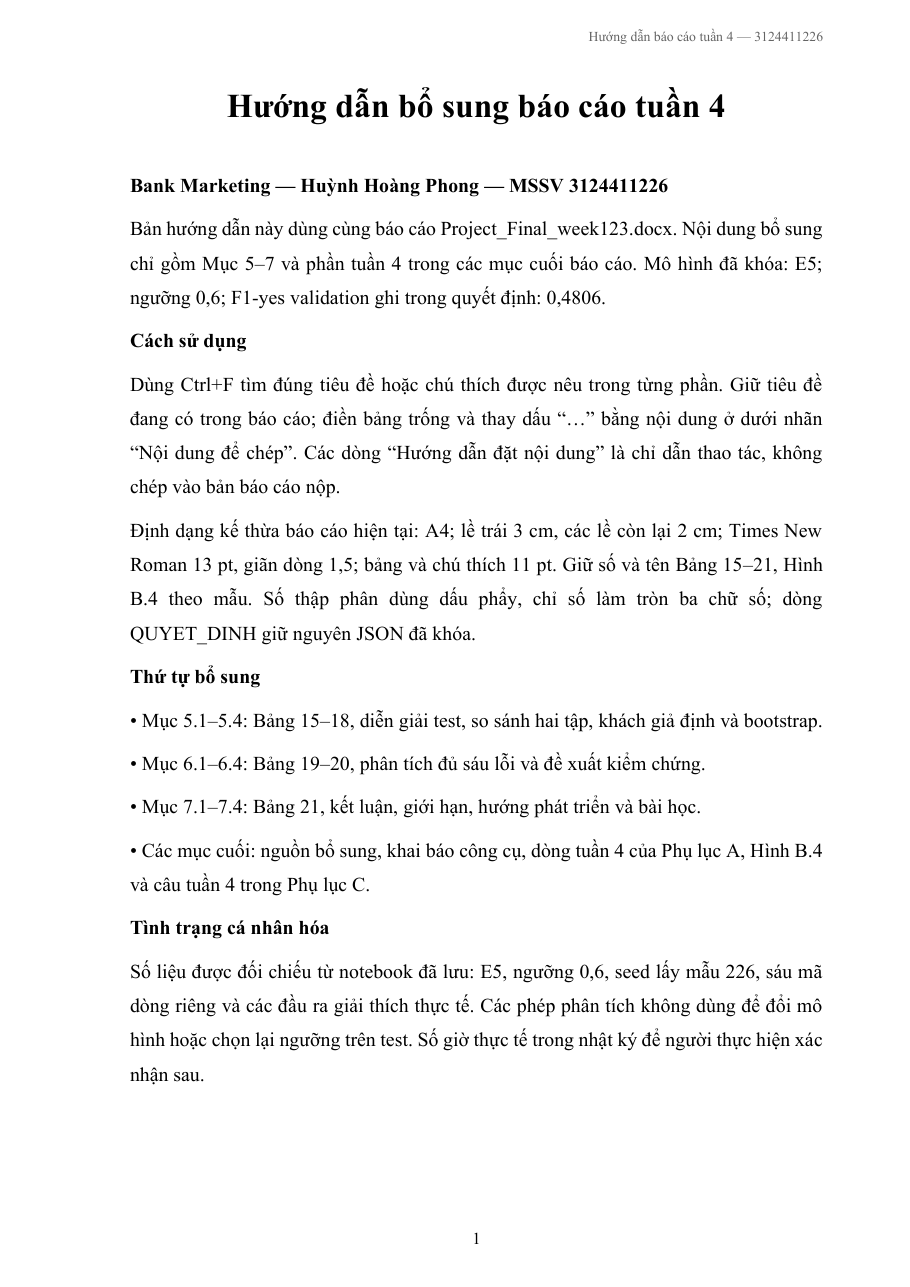 Hướng dẫn báo cáo tuần 4 — 3124411226
Hướng dẫn bổ sung báo cáo tuần 4
Bank Marketing — Huỳnh Hoàng Phong — MSSV 3124411226
Bản hướng dẫn này dùng cùng báo cáo Project_Final_week123.docx. Nội dung bổ sung
chỉ gồm Mục 5–7 và phần tuần 4 trong các mục cuối báo cáo. Mô hình đã khóa: E5;
ngưỡng 0,6; F1-yes validation ghi trong quyết định: 0,4806.
Cách sử dụng
Dùng Ctrl+F tìm đúng tiêu đề hoặc chú thích được nêu trong từng phần. Giữ tiêu đề
đang có trong báo cáo; điền bảng trống và thay dấu “…” bằng nội dung ở dưới nhãn
“Nội dung để chép”. Các dòng “Hướng dẫn đặt nội dung” là chỉ dẫn thao tác, không
chép vào bản báo cáo nộp.
Định dạng kế thừa báo cáo hiện tại: A4; lề trái 3 cm, các lề còn lại 2 cm; Times New
Roman 13 pt, giãn dòng 1,5; bảng và chú thích 11 pt. Giữ số và tên Bảng 15–21, Hình
B.4 theo mẫu. Số thập phân dùng dấu phẩy, chỉ số làm tròn ba chữ số; dòng
QUYET_DINH giữ nguyên JSON đã khóa.
Thứ tự bổ sung
• Mục 5.1–5.4: Bảng 15–18, diễn giải test, so sánh hai tập, khách giả định và bootstrap.
• Mục 6.1–6.4: Bảng 19–20, phân tích đủ sáu lỗi và đề xuất kiểm chứng.
• Mục 7.1–7.4: Bảng 21, kết luận, giới hạn, hướng phát triển và bài học.
• Các mục cuối: nguồn bổ sung, khai báo công cụ, dòng tuần 4 của Phụ lục A, Hình B.4
và câu tuần 4 trong Phụ lục C.
Tình trạng cá nhân hóa
Số liệu được đối chiếu từ notebook đã lưu: E5, ngưỡng 0,6, seed lấy mẫu 226, sáu mã
dòng riêng và các đầu ra giải thích thực tế. Các phép phân tích không dùng để đổi mô
hình hoặc chọn lại ngưỡng trên test. Số giờ thực tế trong nhật ký để người thực hiện xác
nhận sau.
1